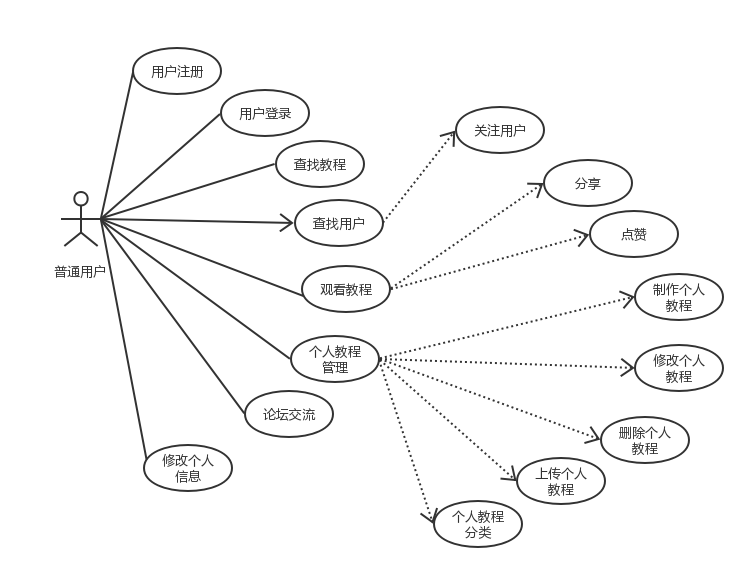 用户注册
用户登录
查找教程
查找用户
观看教程
个人教程
管理
论坛交流
修改个人
信息
普通用户
关注用户
分享
点赞
制作个人
教程
修改个人
教程
删除个人
教程
上传个人
教程
个人教程
分类